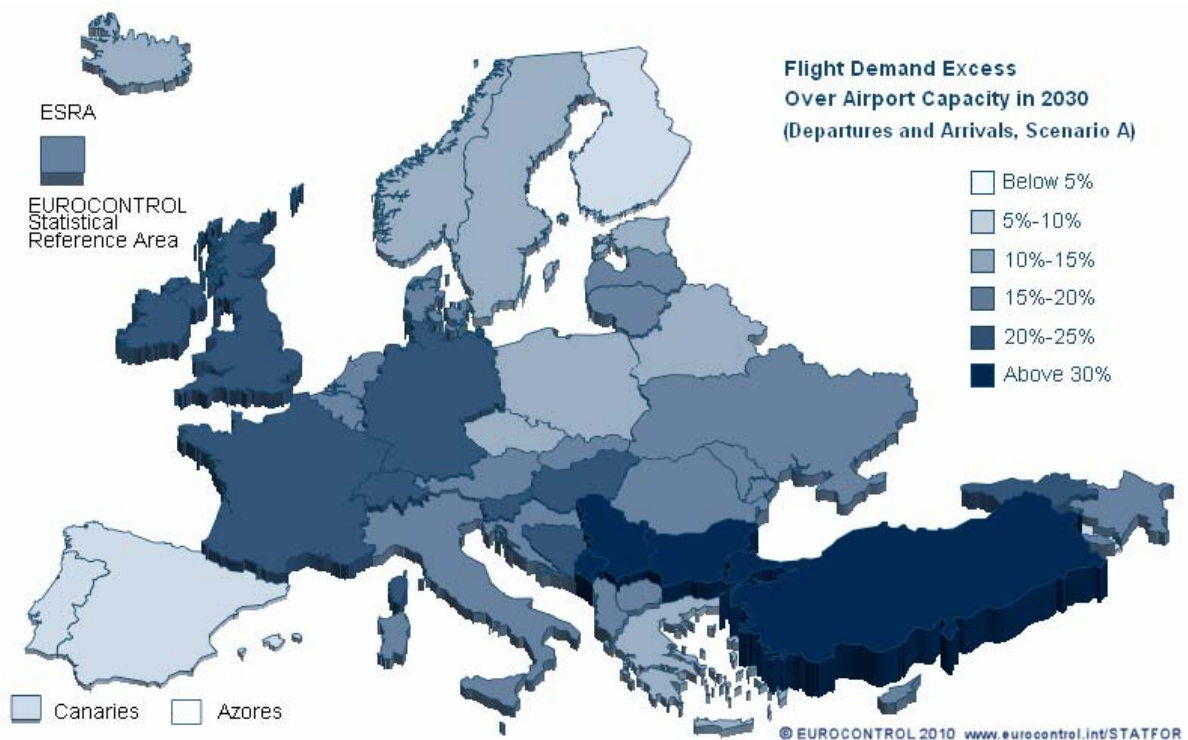 Flight Demand Excess
Over Airport Capacity in 2030
(Departures and Arrivals, Scenario A)
ESRA
EUROCONTROL
Statistical
Reference Area
Below 5%
5%-10%
10%-15%
15%-20%
20%-25%
Above 30%
Canaries
Azores
© EUROCONTROL 2010 www.eurocontrol.int/STATFOR